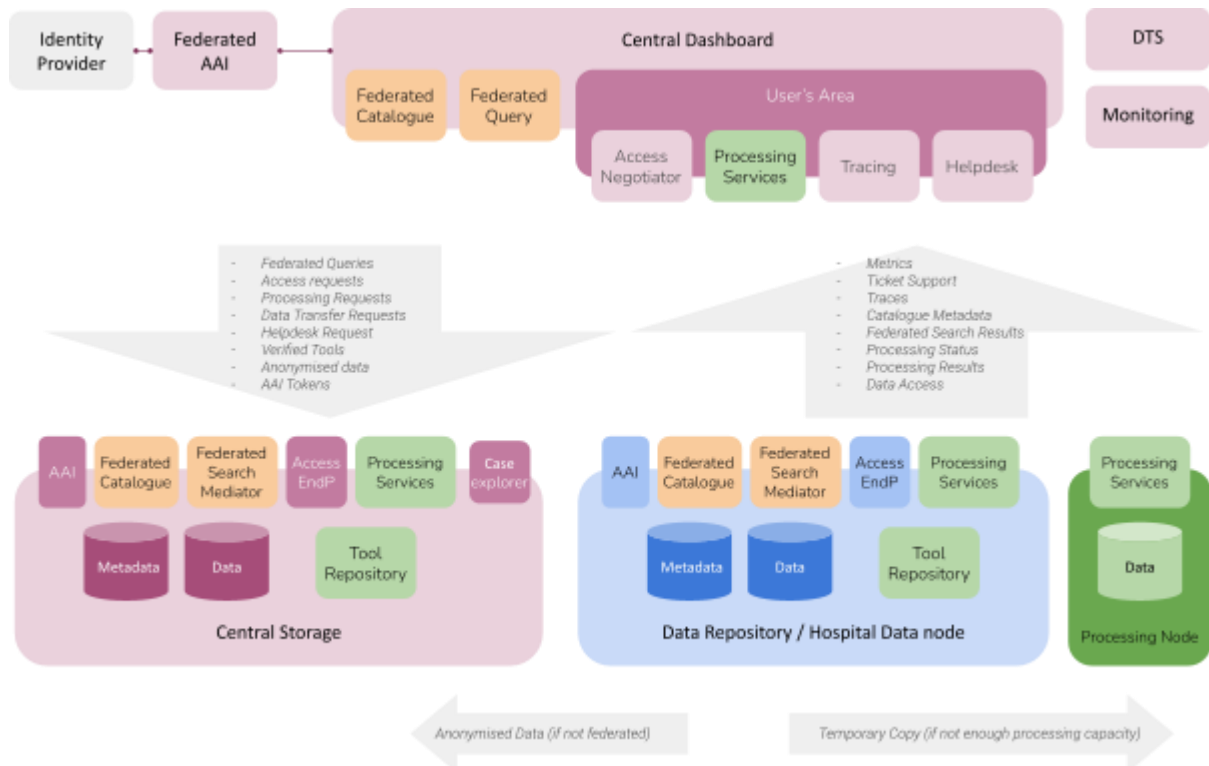 Identity
Provider
Federated
AAI
Central Dashboard
DTS
Federated
Catalogue
Federated
Query
User's Area
Monitoring
Access
Negotiator
Processing
Services
Tracing
Helpdesk
- Federated Queries
- Access requests
- Processing Requests
- Data Transfer Requests
- Helpdesk Request
- Verified Tools
- Anonymised data
- AAI Tokens
- Metrics
- Ticket Support
- Traces
- Catalogue Metadata
- Federated Search Results
- Processing Status
- Processing Results
- Data Access
AAI
Federated
Catalogue
Federated
Search
Mediator
Access
EndP
Processing
Services
Case
explorer
Metadata
Data
Tool
Repository
Central Storage
AAI
Federated
Catalogue
Federated
Search
Mediator
Access
EndP
Processing
Services
Metadata
Data
Tool
Repository
Data Repository / Hospital Data node
Processing
Services
Data
Processing Node
Anonymised Data (if not federated)
Temporary Copy (if not enough processing capacity)